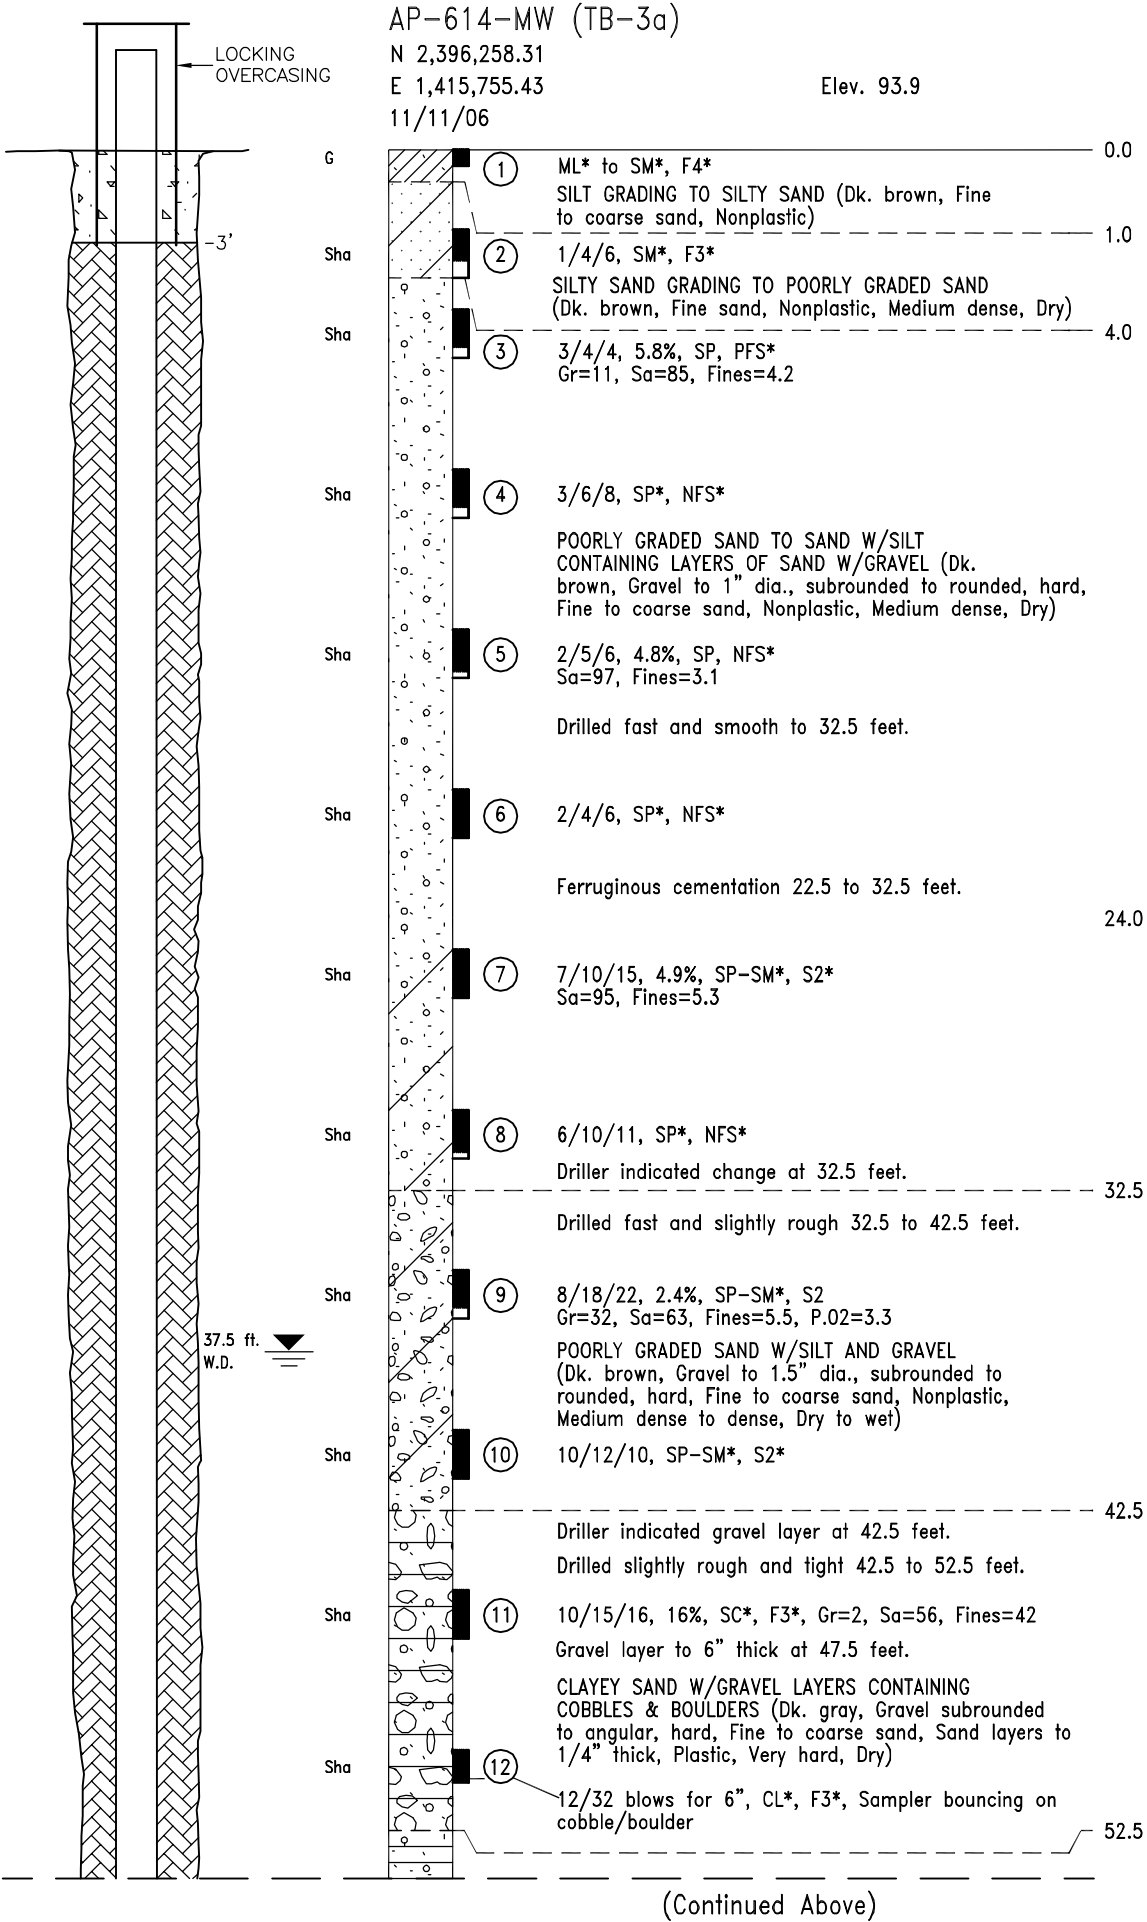 AP-614-MW (TB-3a)
N 2,396,258.31
E 1,415,755.43
Elev. 93.9
11/11/06
LOCKING
OVERCASING
-3'
G
1
ML* to SM*, F4*
0.0
SILT GRADING TO SILTY SAND (Dk. brown, Fine
to coarse sand, Nonplastic)
1.0
Sha
2
1/4/6, SM*, F3*
SILTY SAND GRADING TO POORLY GRADED SAND
(Dk. brown, Fine sand, Nonplastic, Medium dense, Dry)
4.0
Sha
3
3/4/4, 5.8%, SP, PFS*
Gr=11, Sa=85, Fines=4.2
Sha
4
3/6/8, SP*, NFS*
POORLY GRADED SAND TO SAND W/SILT
CONTAINING LAYERS OF SAND W/GRAVEL (Dk.
brown, Gravel to 1" dia., subrounded to rounded, hard,
Fine to coarse sand, Nonplastic, Medium dense, Dry)
Sha
5
2/5/6, 4.8%, SP, NFS*
Sa=97, Fines=3.1
Drilled fast and smooth to 32.5 feet.
Sha
6
2/4/6, SP*, NFS*
Ferruginous cementation 22.5 to 32.5 feet.
24.0
Sha
7
7/10/15, 4.9%, SP-SM*, S2*
Sa=95, Fines=5.3
Sha
8
6/10/11, SP*, NFS*
Driller indicated change at 32.5 feet.
32.5
Drilled fast and slightly rough 32.5 to 42.5 feet.
Sha
9
8/18/22, 2.4%, SP-SM*, S2
Gr=32, Sa=63, Fines=5.5, P.02=3.3
37.5 ft.
W.D.
POORLY GRADED SAND W/SILT AND GRAVEL
(Dk. brown, Gravel to 1.5" dia., subrounded to
rounded, hard, Fine to coarse sand, Nonplastic,
Medium dense to dense, Dry to wet)
Sha
10
10/12/10, SP-SM*, S2*
42.5
Driller indicated gravel layer at 42.5 feet.
Drilled slightly rough and tight 42.5 to 52.5 feet.
Sha
11
10/15/16, 16%, SC*, F3*, Gr=2, Sa=56, Fines=42
Gravel layer to 6" thick at 47.5 feet.
CLAYEY SAND W/GRAVEL LAYERS CONTAINING
COBBLES & BOULDERS (Dk. gray, Gravel subrounded
to angular, hard, Fine to coarse sand, Sand layers to
1/4" thick, Plastic, Very hard, Dry)
Sha
12
12/32 blows for 6", CL*, F3*, Sampler bouncing on
cobble/boulder
52.5
(Continued Above)